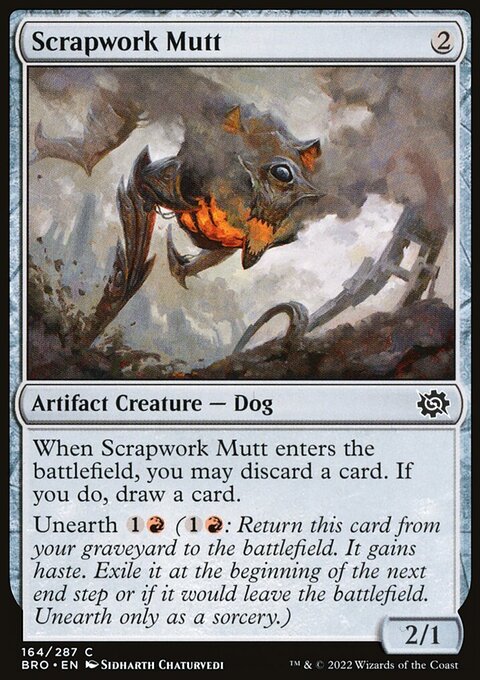 Scrapwork Mutt 2
Artifact Creature — Dog
When Scrapwork Mutt enters the
battlefield, you may discard a card. If
you do, draw a card.
Unearth 1 (1: Return this card from
your graveyard to the battlefield. It gains
haste. Exile it at the beginning of the next
end step or if it would leave the battlefield.
Unearth only as a sorcery.)
2/1
164/287 C
BRO • EN Sidharth Chaturvedi
™ & © 2022 Wizards of the Coast